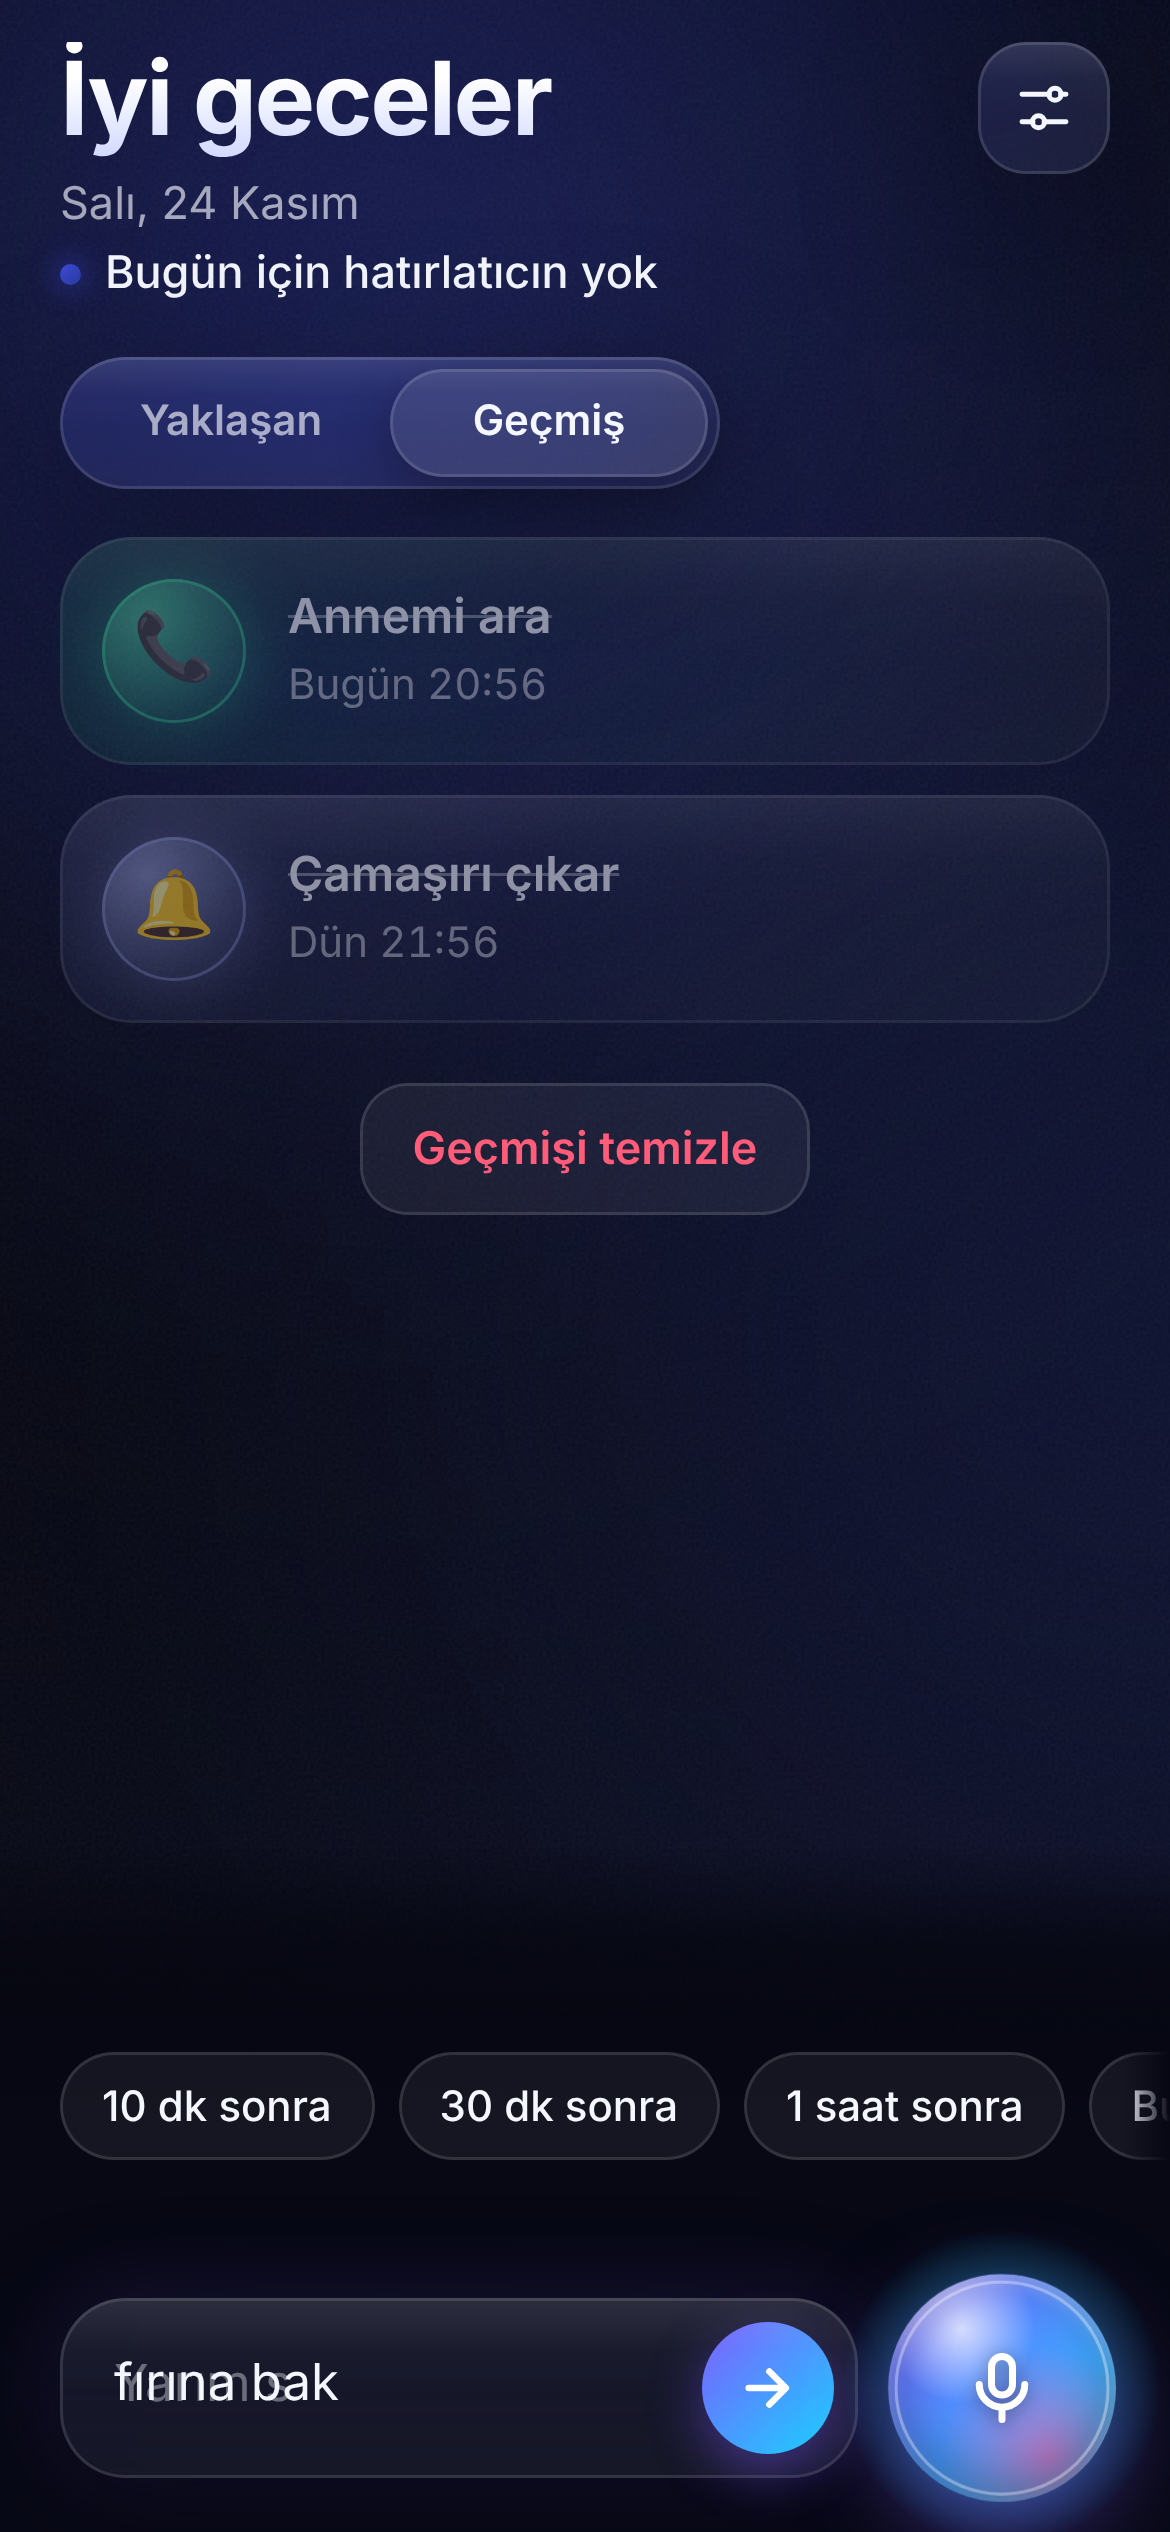 İyi geceler
Salı, 24 Kasım
Bugün için hatırlatıcın yok
Yaklaşan
Geçmiş
Annemi ara
Bugün 20:56
Çamaşırı çıkar
Dün 21:56
Geçmişi temizle
10 dk sonra
30 dk sonra
1 saat sonra
fırına bak